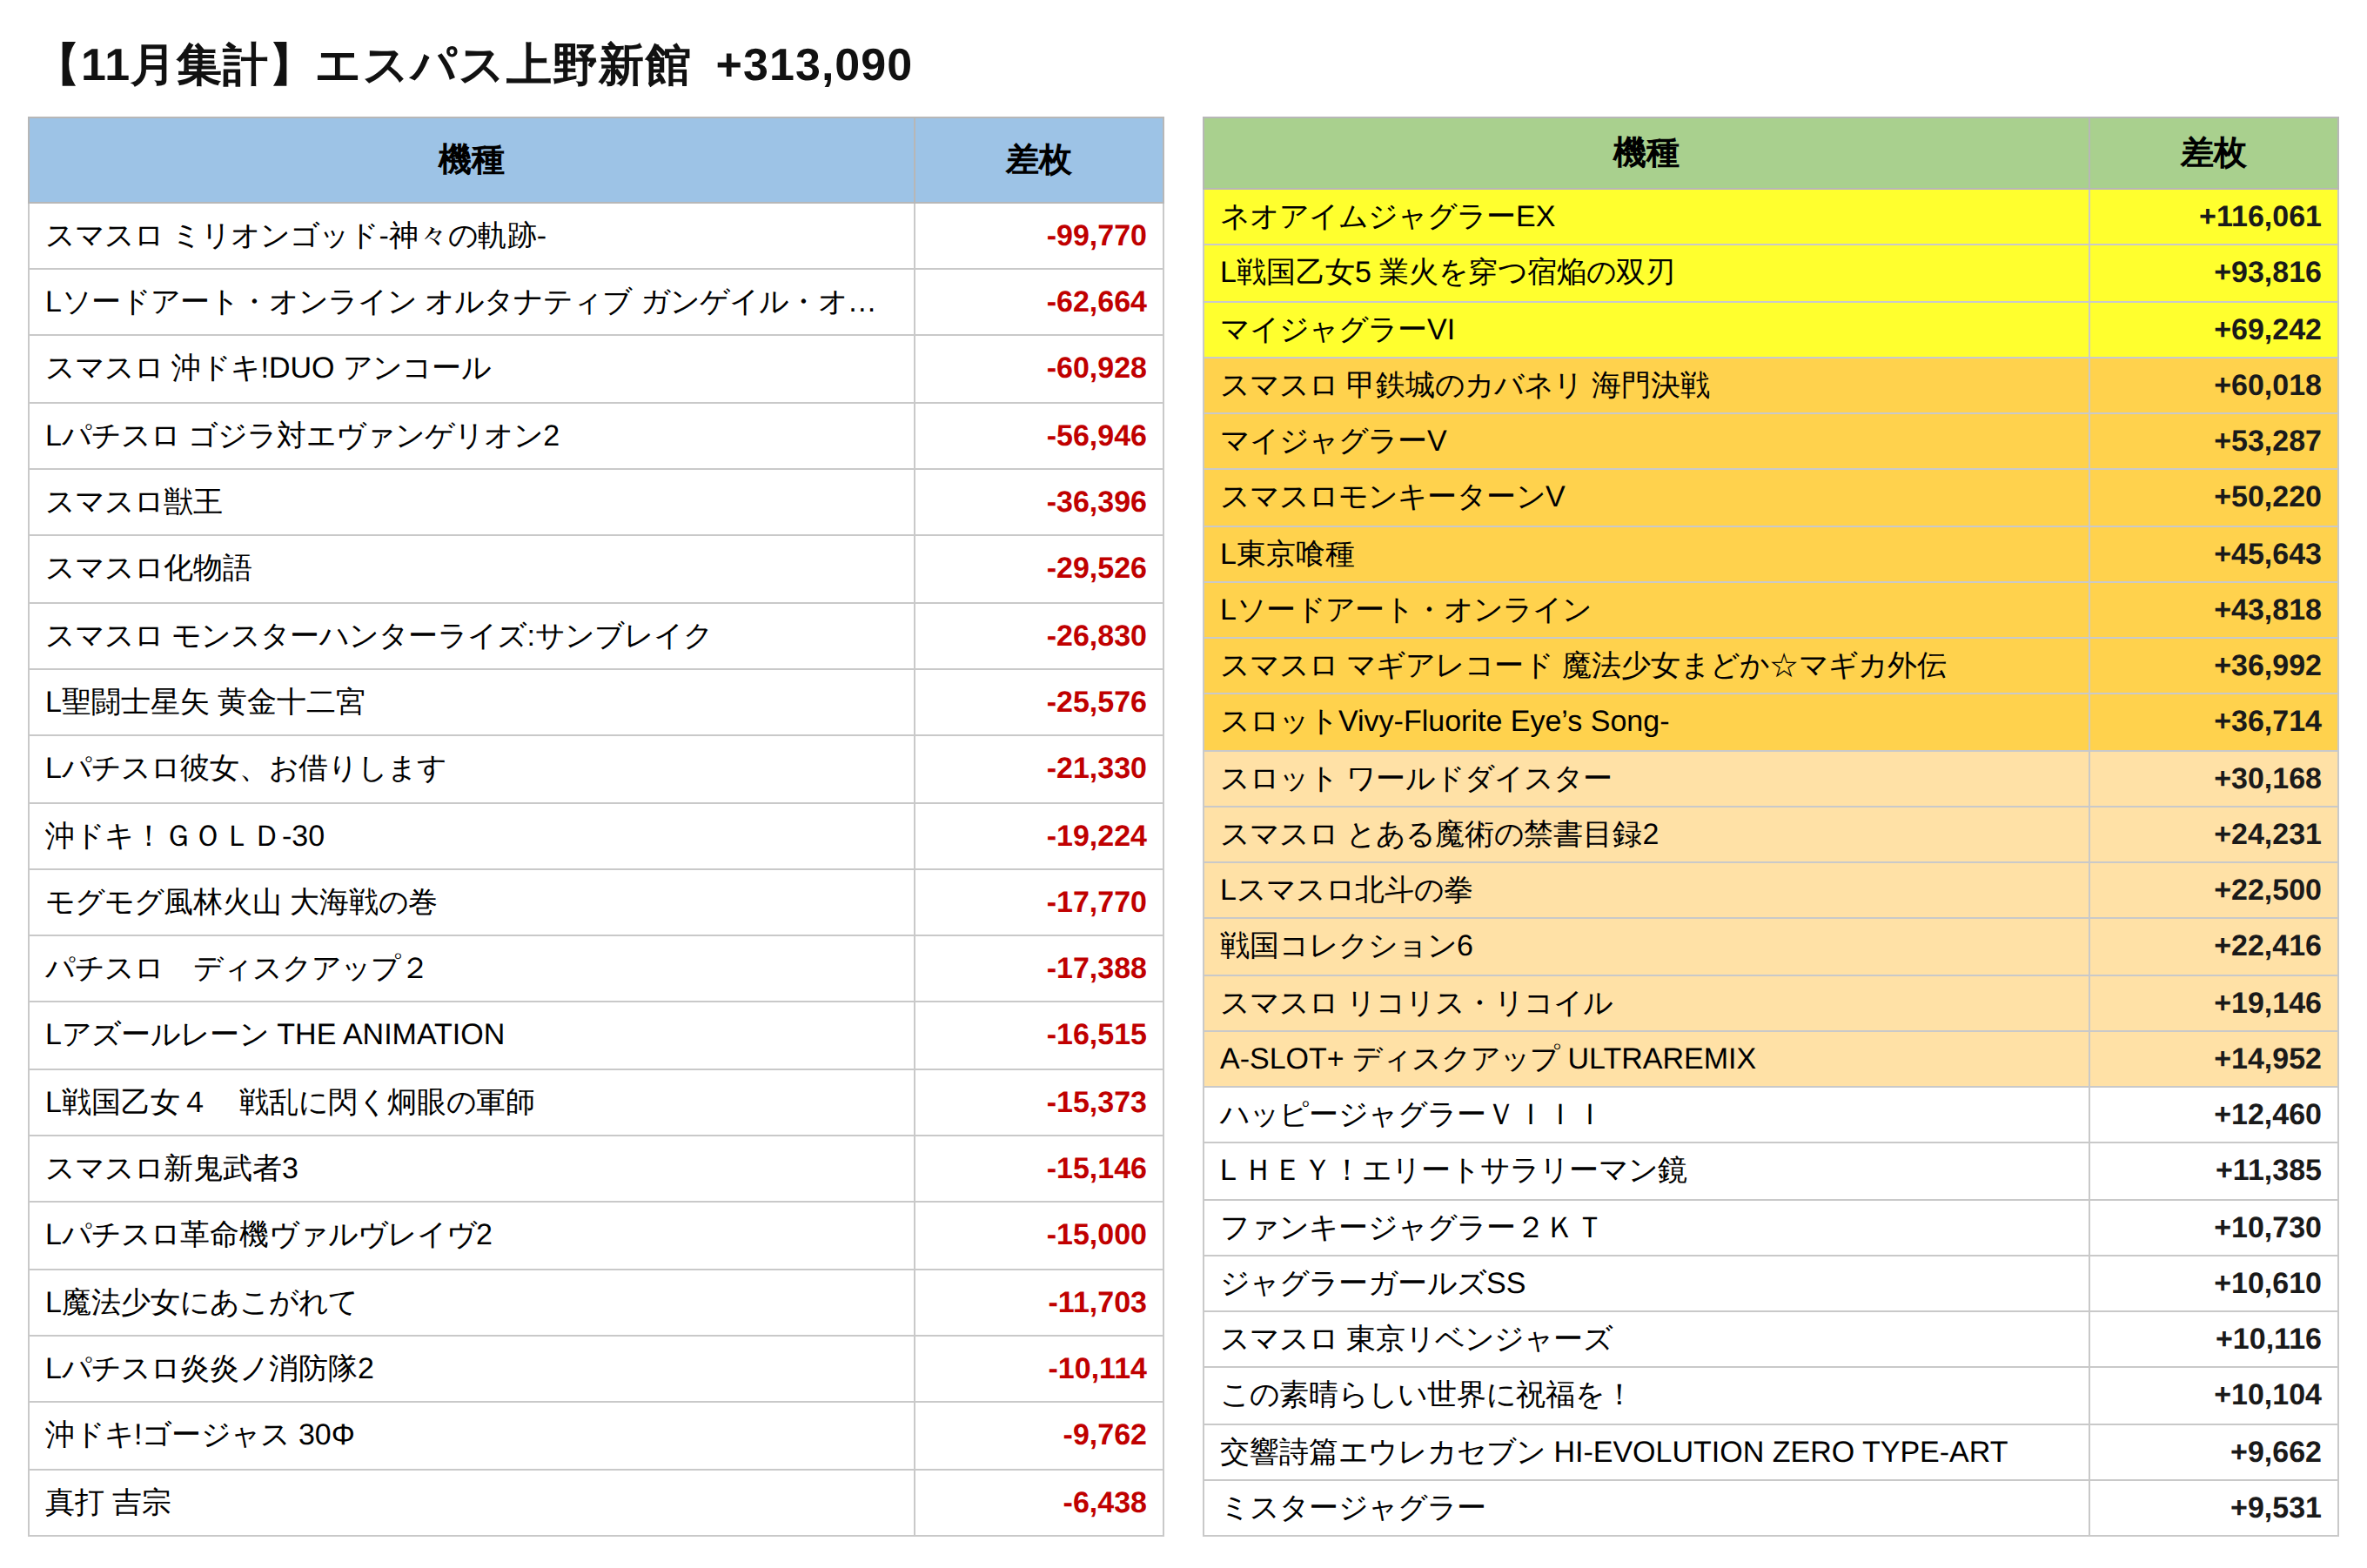 【11月集計】エスパス上野新館 +313,090
機種 差枚
スマスロ ミリオンゴッド-神々の軌跡- -99,770
Lソードアート・オンライン オルタナティブ ガンゲイル・オ… -62,664
スマスロ 沖ドキ!DUO アンコール -60,928
Lパチスロ ゴジラ対エヴァンゲリオン2 -56,946
スマスロ獣王 -36,396
スマスロ化物語 -29,526
スマスロ モンスターハンターライズ:サンブレイク -26,830
L聖闘士星矢 黄金十二宮 -25,576
Lパチスロ彼女、お借りします -21,330
沖ドキ！ＧＯＬＤ-30 -19,224
モグモグ風林火山 大海戦の巻 -17,770
パチスロ　ディスクアップ２ -17,388
Lアズールレーン THE ANIMATION -16,515
L戦国乙女４　戦乱に閃く炯眼の軍師 -15,373
スマスロ新鬼武者3 -15,146
Lパチスロ革命機ヴァルヴレイヴ2 -15,000
L魔法少女にあこがれて -11,703
Lパチスロ炎炎ノ消防隊2 -10,114
沖ドキ!ゴージャス 30Φ -9,762
真打 吉宗 -6,438
機種 差枚
ネオアイムジャグラーEX +116,061
L戦国乙女5 業火を穿つ宿焔の双刃 +93,816
マイジャグラーVI +69,242
スマスロ 甲鉄城のカバネリ 海門決戦 +60,018
マイジャグラーV +53,287
スマスロモンキーターンV +50,220
L東京喰種 +45,643
Lソードアート・オンライン +43,818
スマスロ マギアレコード 魔法少女まどか☆マギカ外伝 +36,992
スロットVivy-Fluorite Eye’s Song- +36,714
スロット ワールドダイスター +30,168
スマスロ とある魔術の禁書目録2 +24,231
Lスマスロ北斗の拳 +22,500
戦国コレクション6 +22,416
スマスロ リコリス・リコイル +19,146
A-SLOT+ ディスクアップ ULTRAREMIX +14,952
ハッピージャグラーＶＩＩＩ +12,460
LＨＥＹ！エリートサラリーマン鏡 +11,385
ファンキージャグラー２ＫＴ +10,730
ジャグラーガールズSS +10,610
スマスロ 東京リベンジャーズ +10,116
この素晴らしい世界に祝福を！ +10,104
交響詩篇エウレカセブン HI-EVOLUTION ZERO TYPE-ART +9,662
ミスタージャグラー +9,531